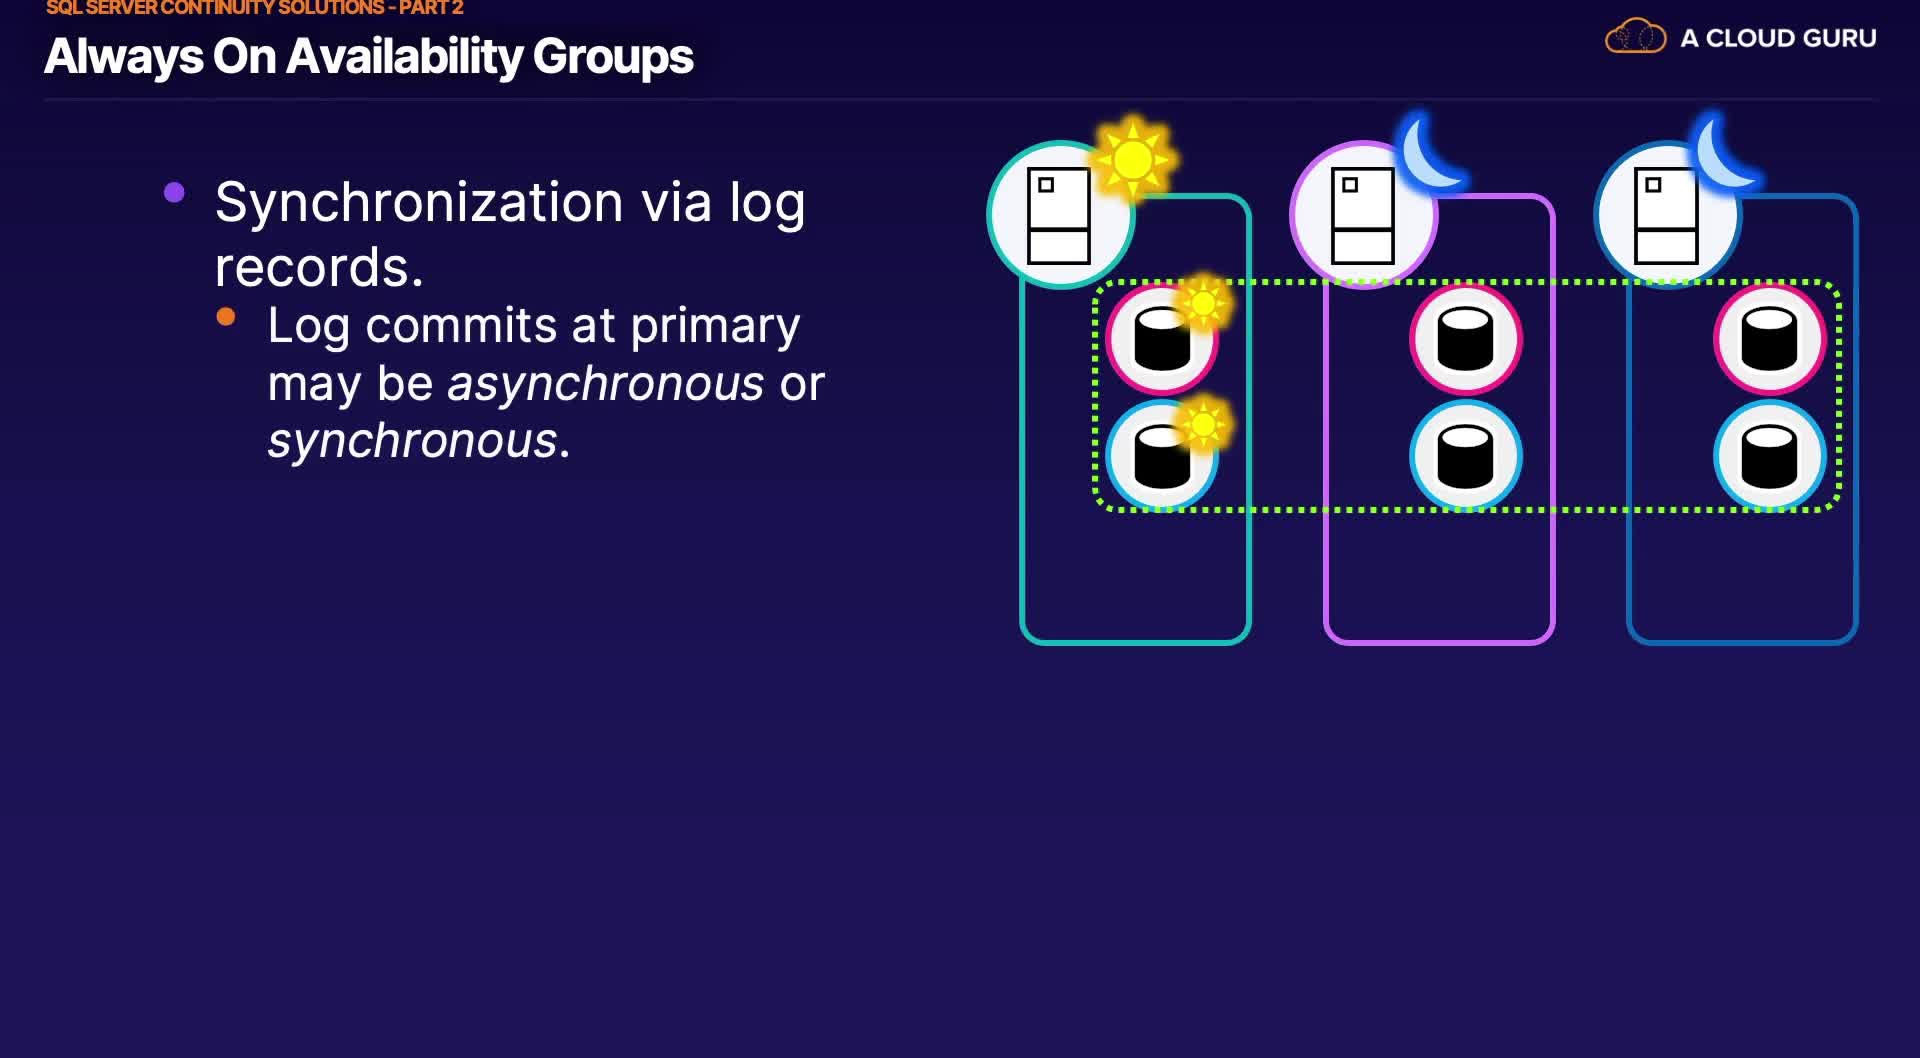 SQL SERVER CONTINUITY SOLUTIONS - PART 2
Always On Availability Groups
A CLOUD GURU
Synchronization via log
records.
Log commits at primary
may be asynchronous or
synchronous.